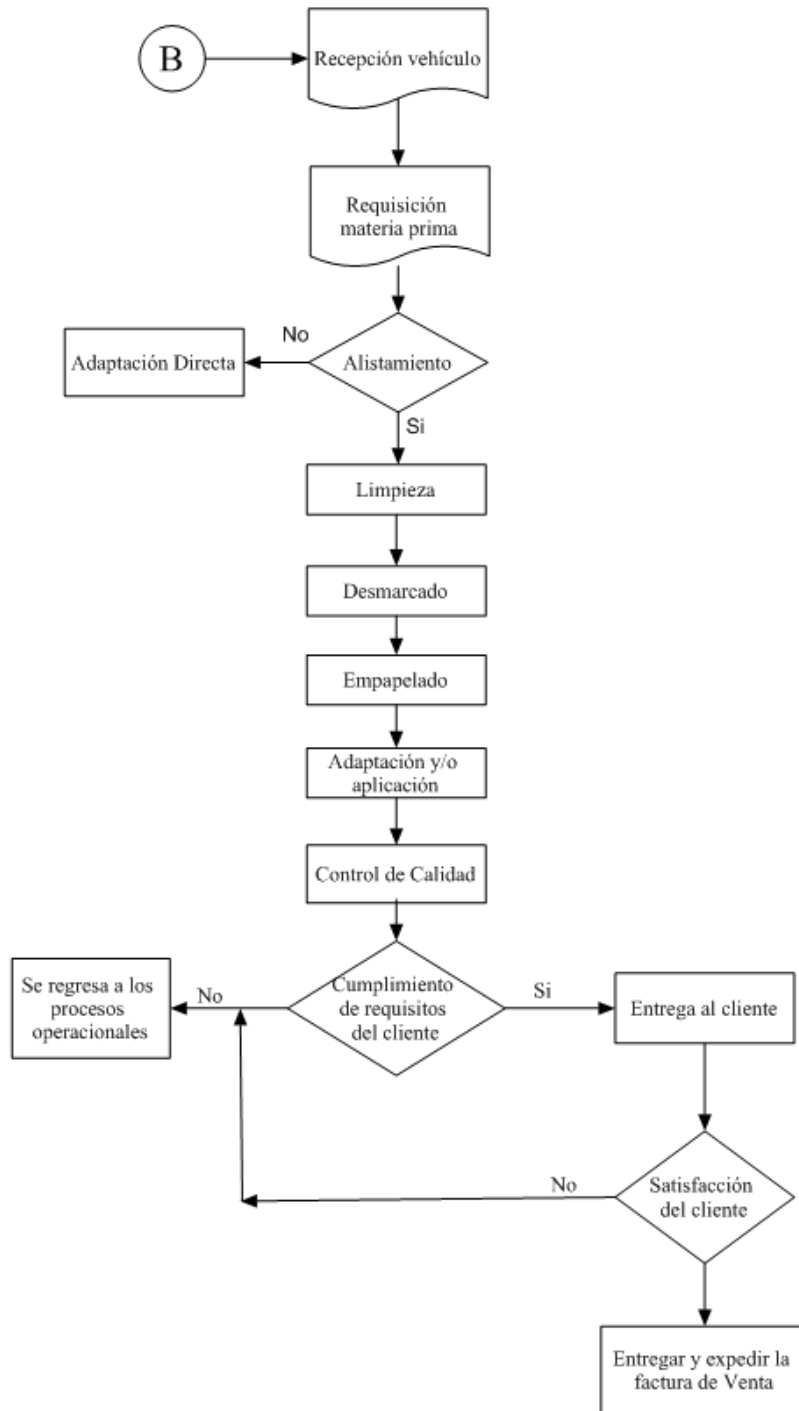 B
Recepción vehículo
Requisición
materia prima
No
Adaptación Directa
Alistamiento
Si
Limpieza
Desmarcado
Empapelado
Adaptación y/o
aplicación
Control de Calidad
Se regresa a los
procesos
operacionales
No
Cumplimiento
de requisitos
del cliente
Si
Entrega al cliente
No
Satisfacción
del cliente
Entregar y expedir la
factura de Venta